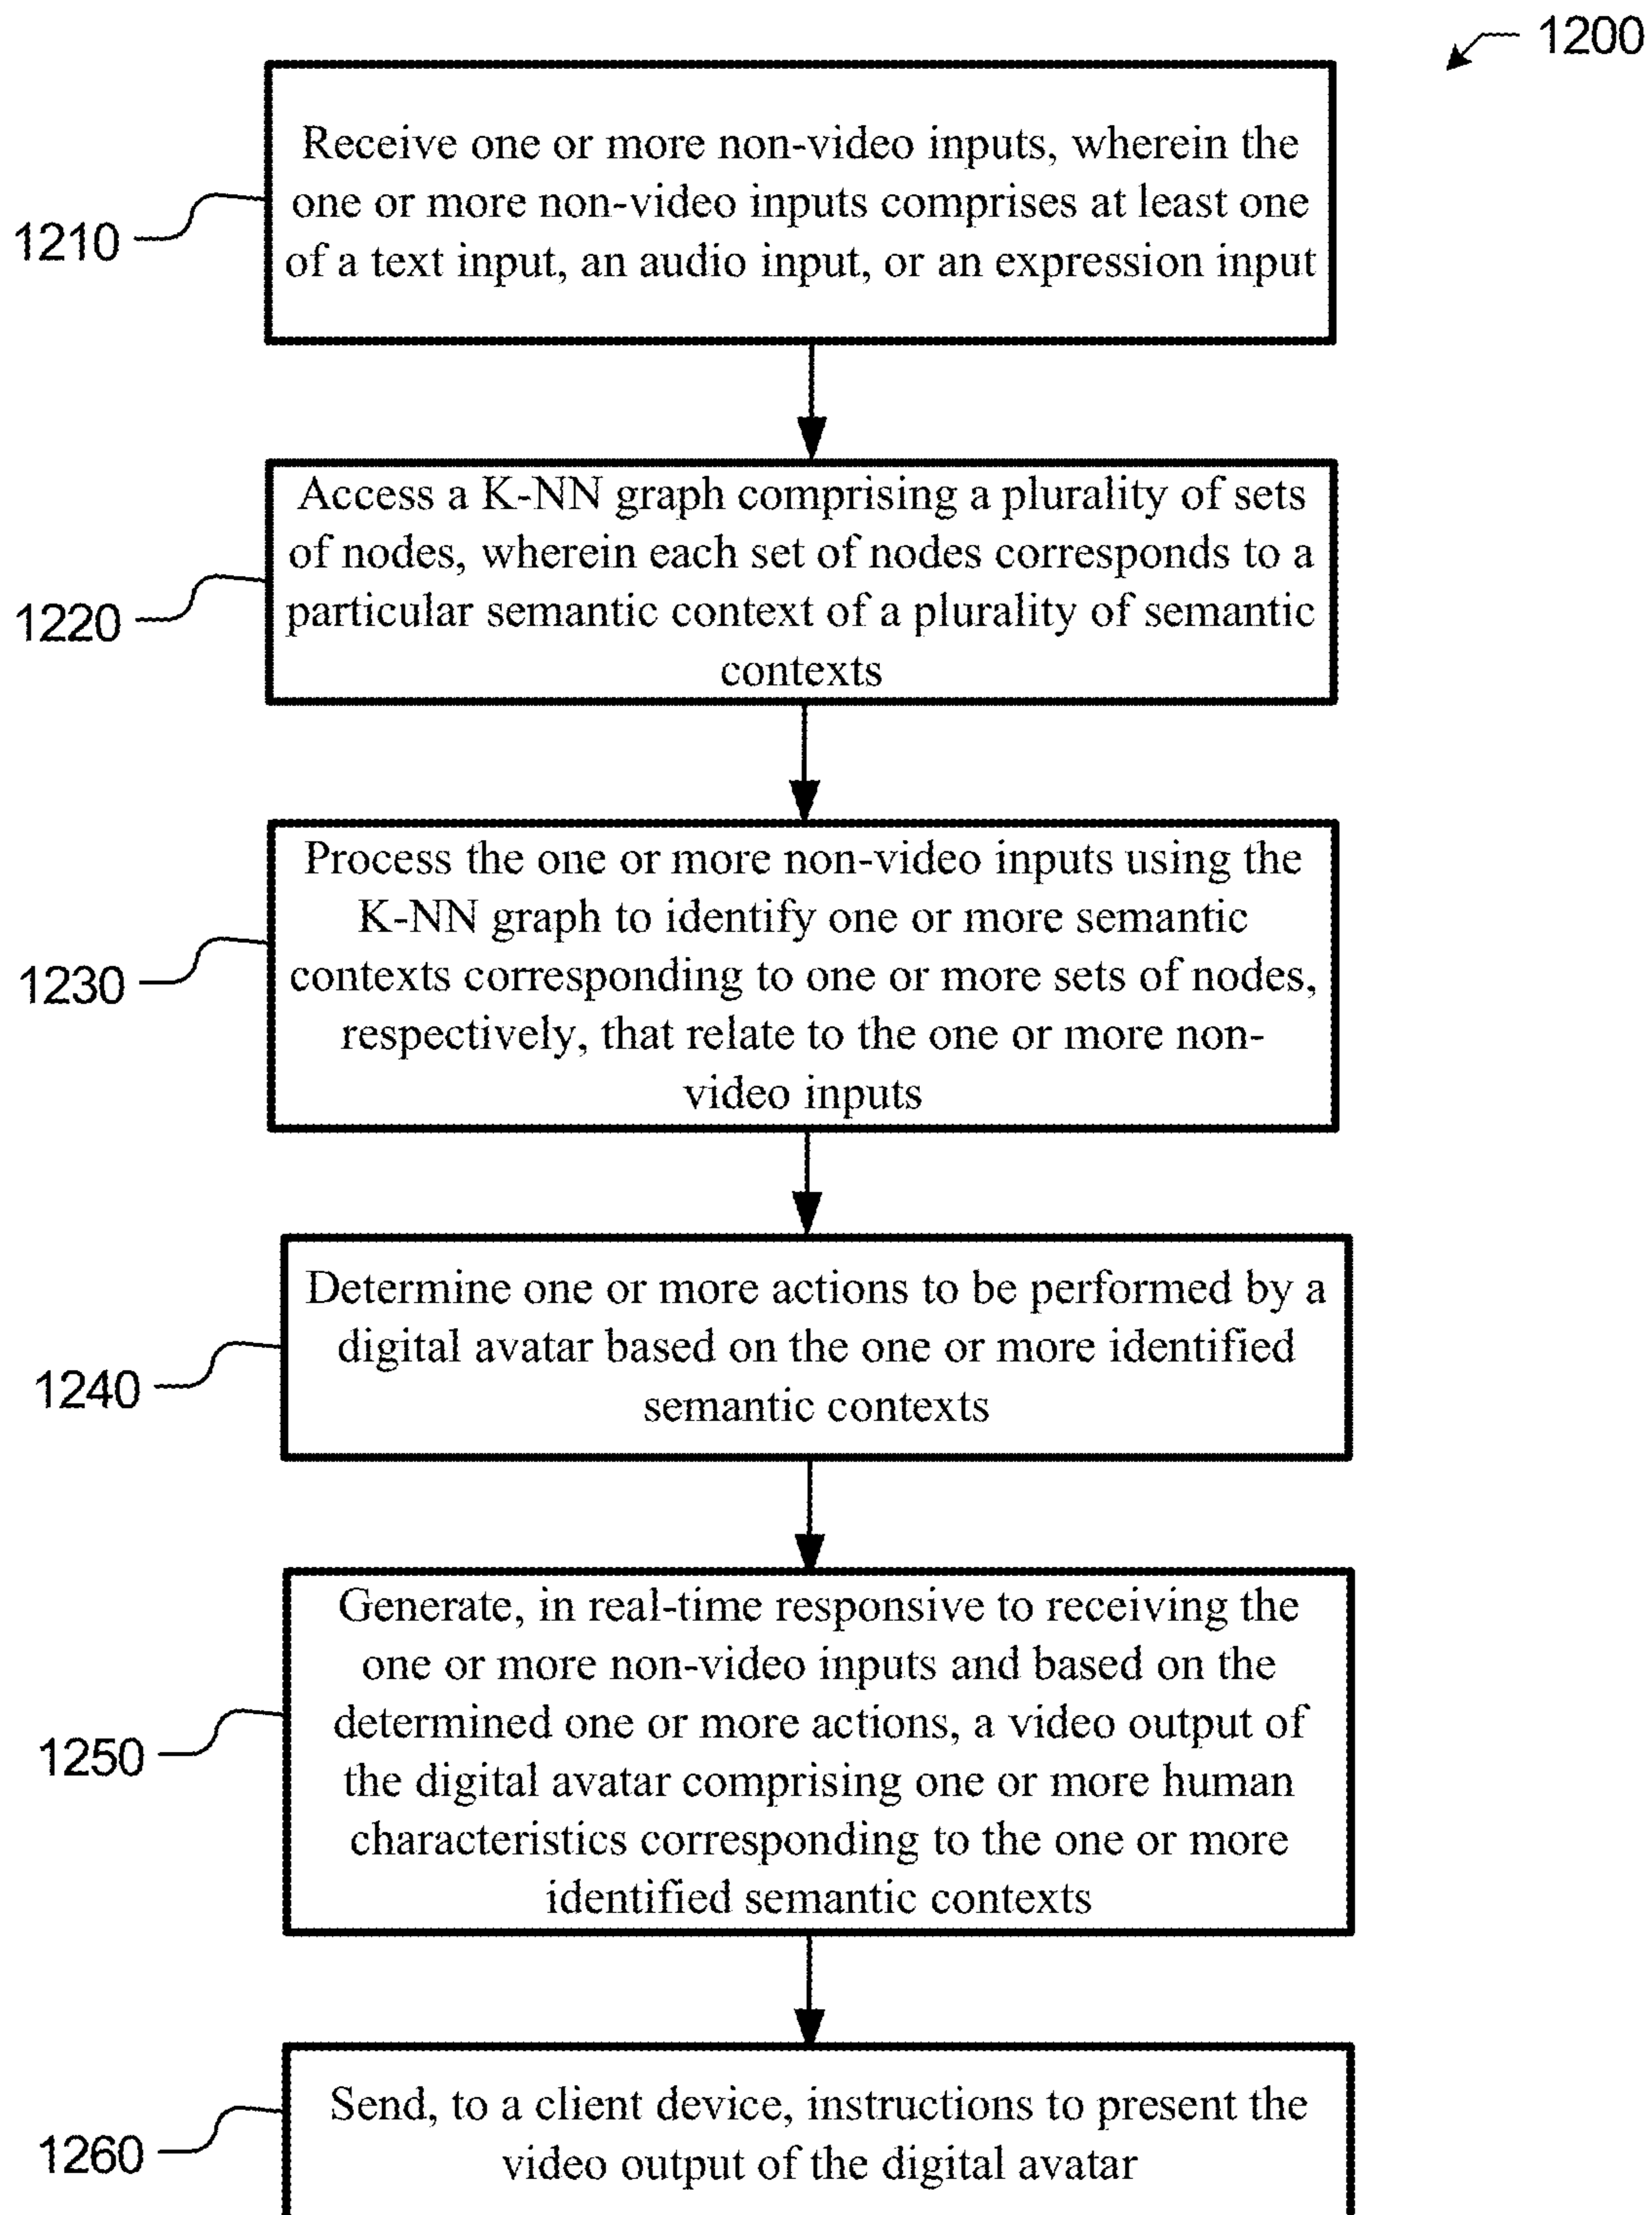 1200
Receive one or more non-video inputs, wherein the
one or more non-video inputs comprises at least one
of a text input, an audio input, or an expression input
1210
Access a K-NN graph comprising a plurality of sets
of nodes, wherein each set of nodes corresponds to a
particular semantic context of a plurality of semantic
contexts
1220
Process the one or more non-video inputs using the
K-NN graph to identify one or more semantic
contexts corresponding to one or more sets of nodes,
respectively, that relate to the one or more non-
video inputs
1230
Determine one or more actions to be performed by a
digital avatar based on the one or more identified
semantic contexts
1240
Generate, in real-time responsive to receiving the
one or more non-video inputs and based on the
determined one or more actions, a video output of
the digital avatar comprising one or more human
characteristics corresponding to the one or more
identified semantic contexts
1250
Send, to a client device, instructions to present the
video output of the digital avatar
1260